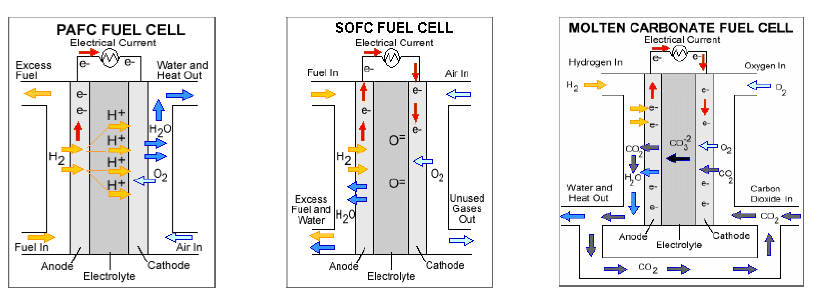 PAFC FUEL CELL
Electrical Current
e- e-
Excess
Fuel
Water and
Heat Out
e-
e-
H+
H+
H+
H+
H2O
H2
O2
Fuel In
Air In
Anode
Cathode
Electrolyte
SOFC FUEL CELL
Electrical Current
e- e-
Fuel In
Air In
e-
e-
e-
O=
H2
O2
O=
H2O
Excess
Fuel and
Water
Unused
Gases
Out
Anode
Cathode
Electrolyte
MOLTEN CARBONATE FUEL CELL
Electrical Current
Hydrogen In
e- e-
Oxygen In
H2
O2
e-
e-
e-
e-
CO2
CO3-2
O2
H2O
CO2
e-
e-
e-
e-
Water and
Heat Out
Carbon
Dioxide In
CO2
Anode
Cathode
Electrolyte
CO2